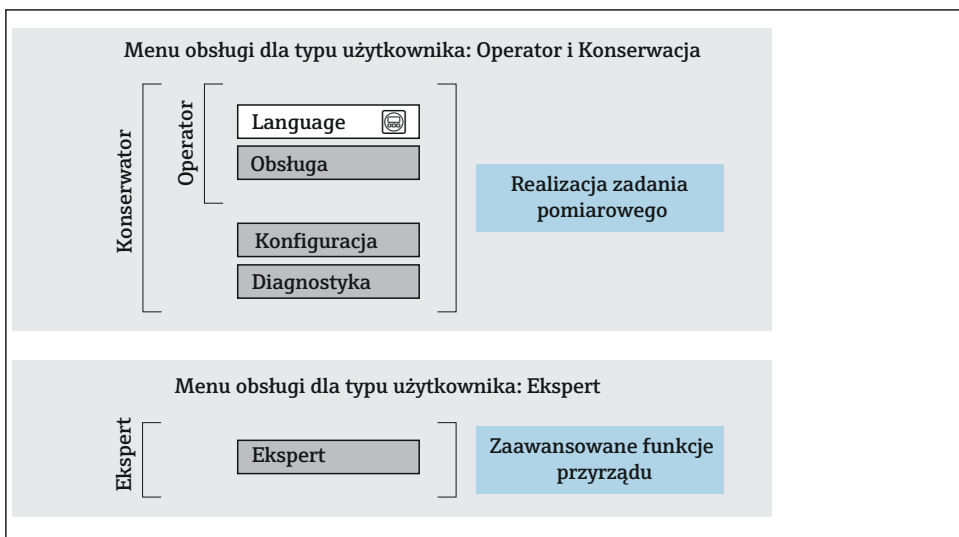 Menu obsługi dla typu użytkownika: Operator i Konserwacja
Konserwator
Operator
Language
Obsługa
Konfiguracja
Diagnostyka
Realizacja zadania
pomiarowego
Menu obsługi dla typu użytkownika: Ekspert
Ekspert
Ekspert
Zaawansowane funkcje
przyrządu